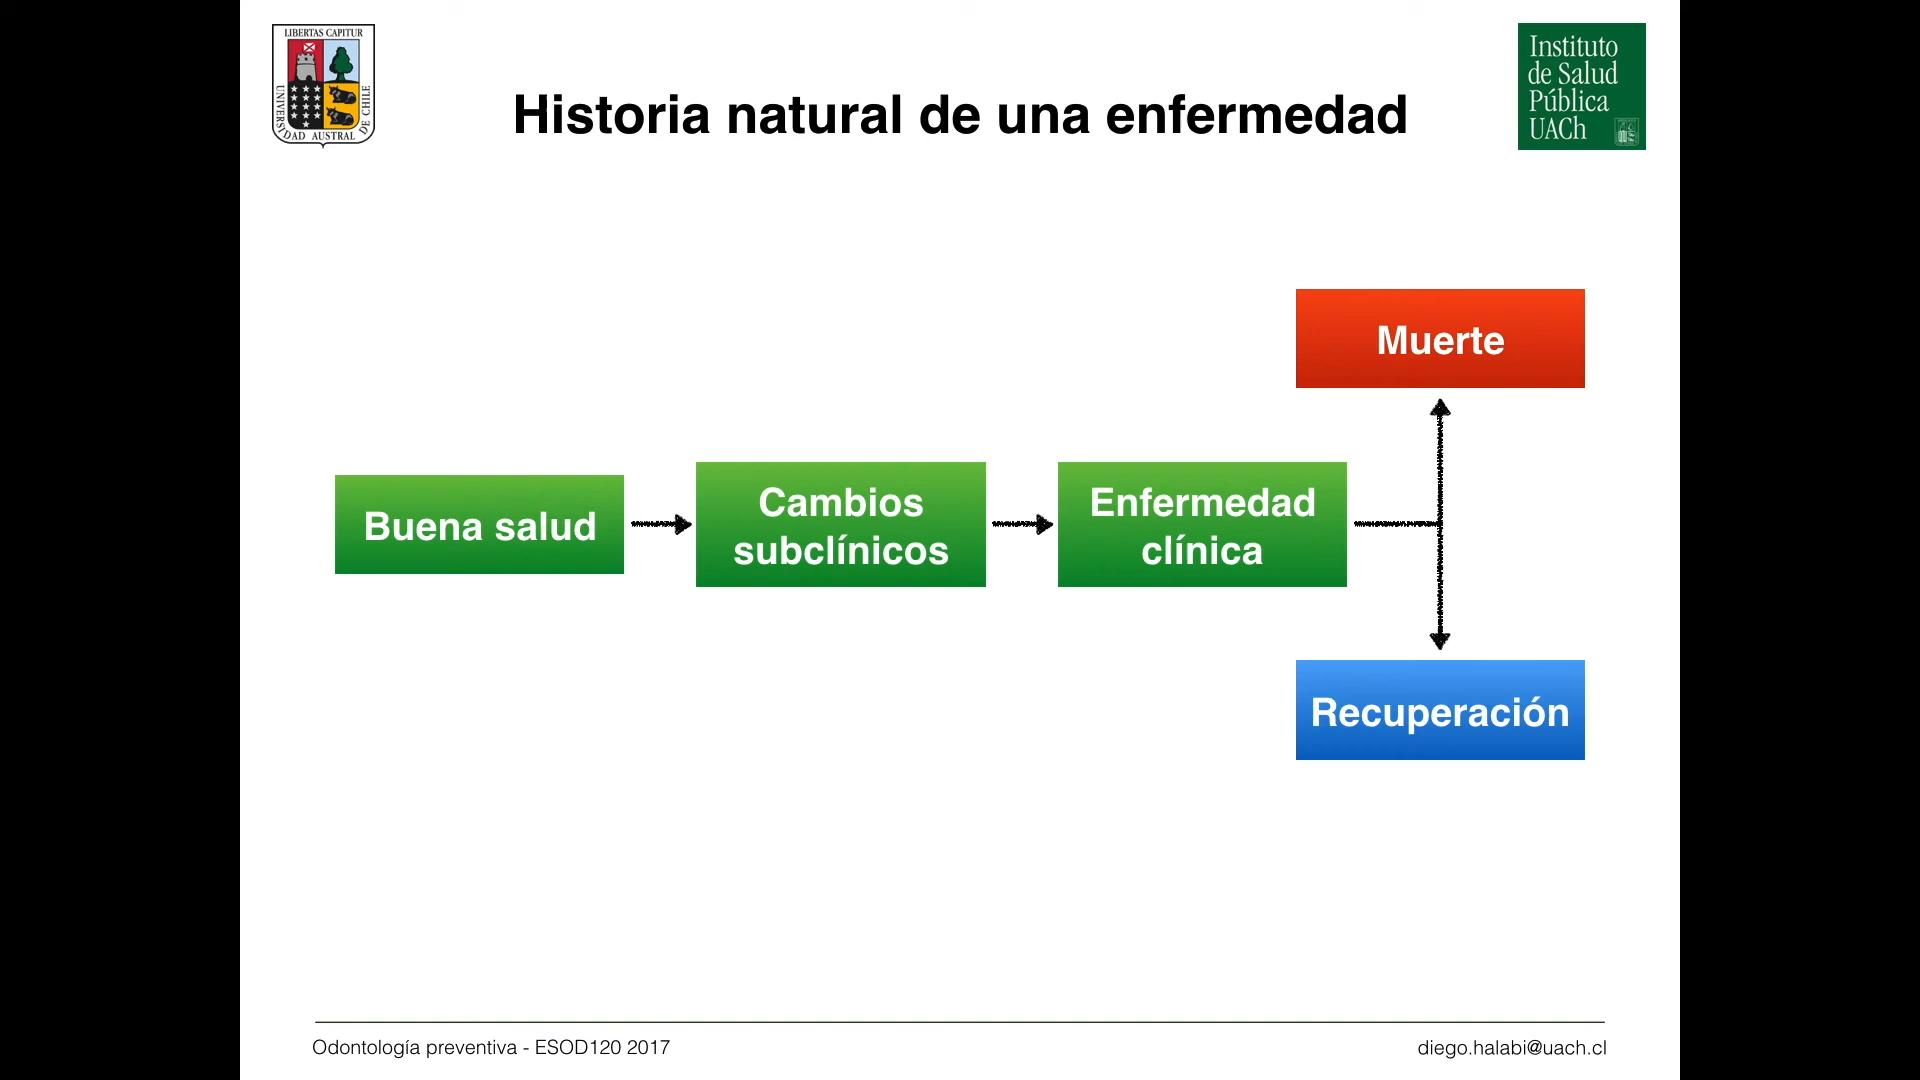 LIBERTAS CAPITUR
UNIVERSIDAD AUSTRAL DE CHILE
Instituto
de Salud
Pública
UACh
Historia natural de una enfermedad
Muerte
Buena salud
Cambios
subclínicos
Enfermedad
clínica
Recuperación
Odontología preventiva - ESOD120 2017
diego.halabi@uach.cl